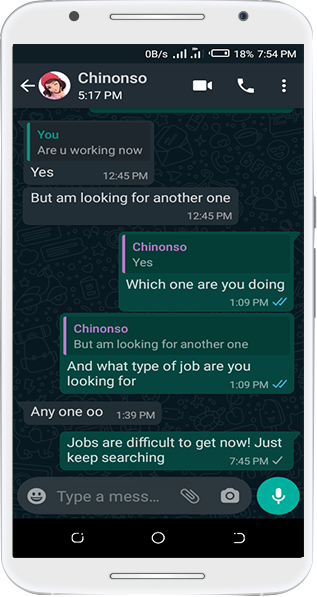 0B/s 18% 7:54 PM
Chinonso
5:17 PM
You
Are u working now
Yes
12:45 PM
But am looking for another one
12:45 PM
Chinonso
Yes
Which one are you doing
1:09 PM
Chinonso
But am looking for another one
And what type of job are you
looking for
1:09 PM
Any one oo 1:39 PM
Jobs are difficult to get now! Just
keep searching
7:45 PM
Type a mess...